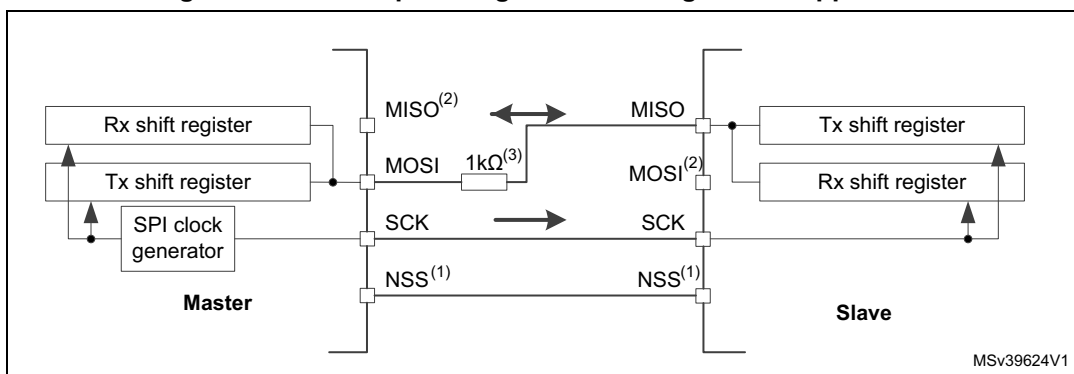 MISO(2)
MISO
Rx shift register
Tx shift register
MOSI
1kΩ(3)
MOSI(2)
Tx shift register
Rx shift register
SPI clock
generator
SCK
SCK
NSS(1)
NSS(1)
Master
Slave
MSv39624V1